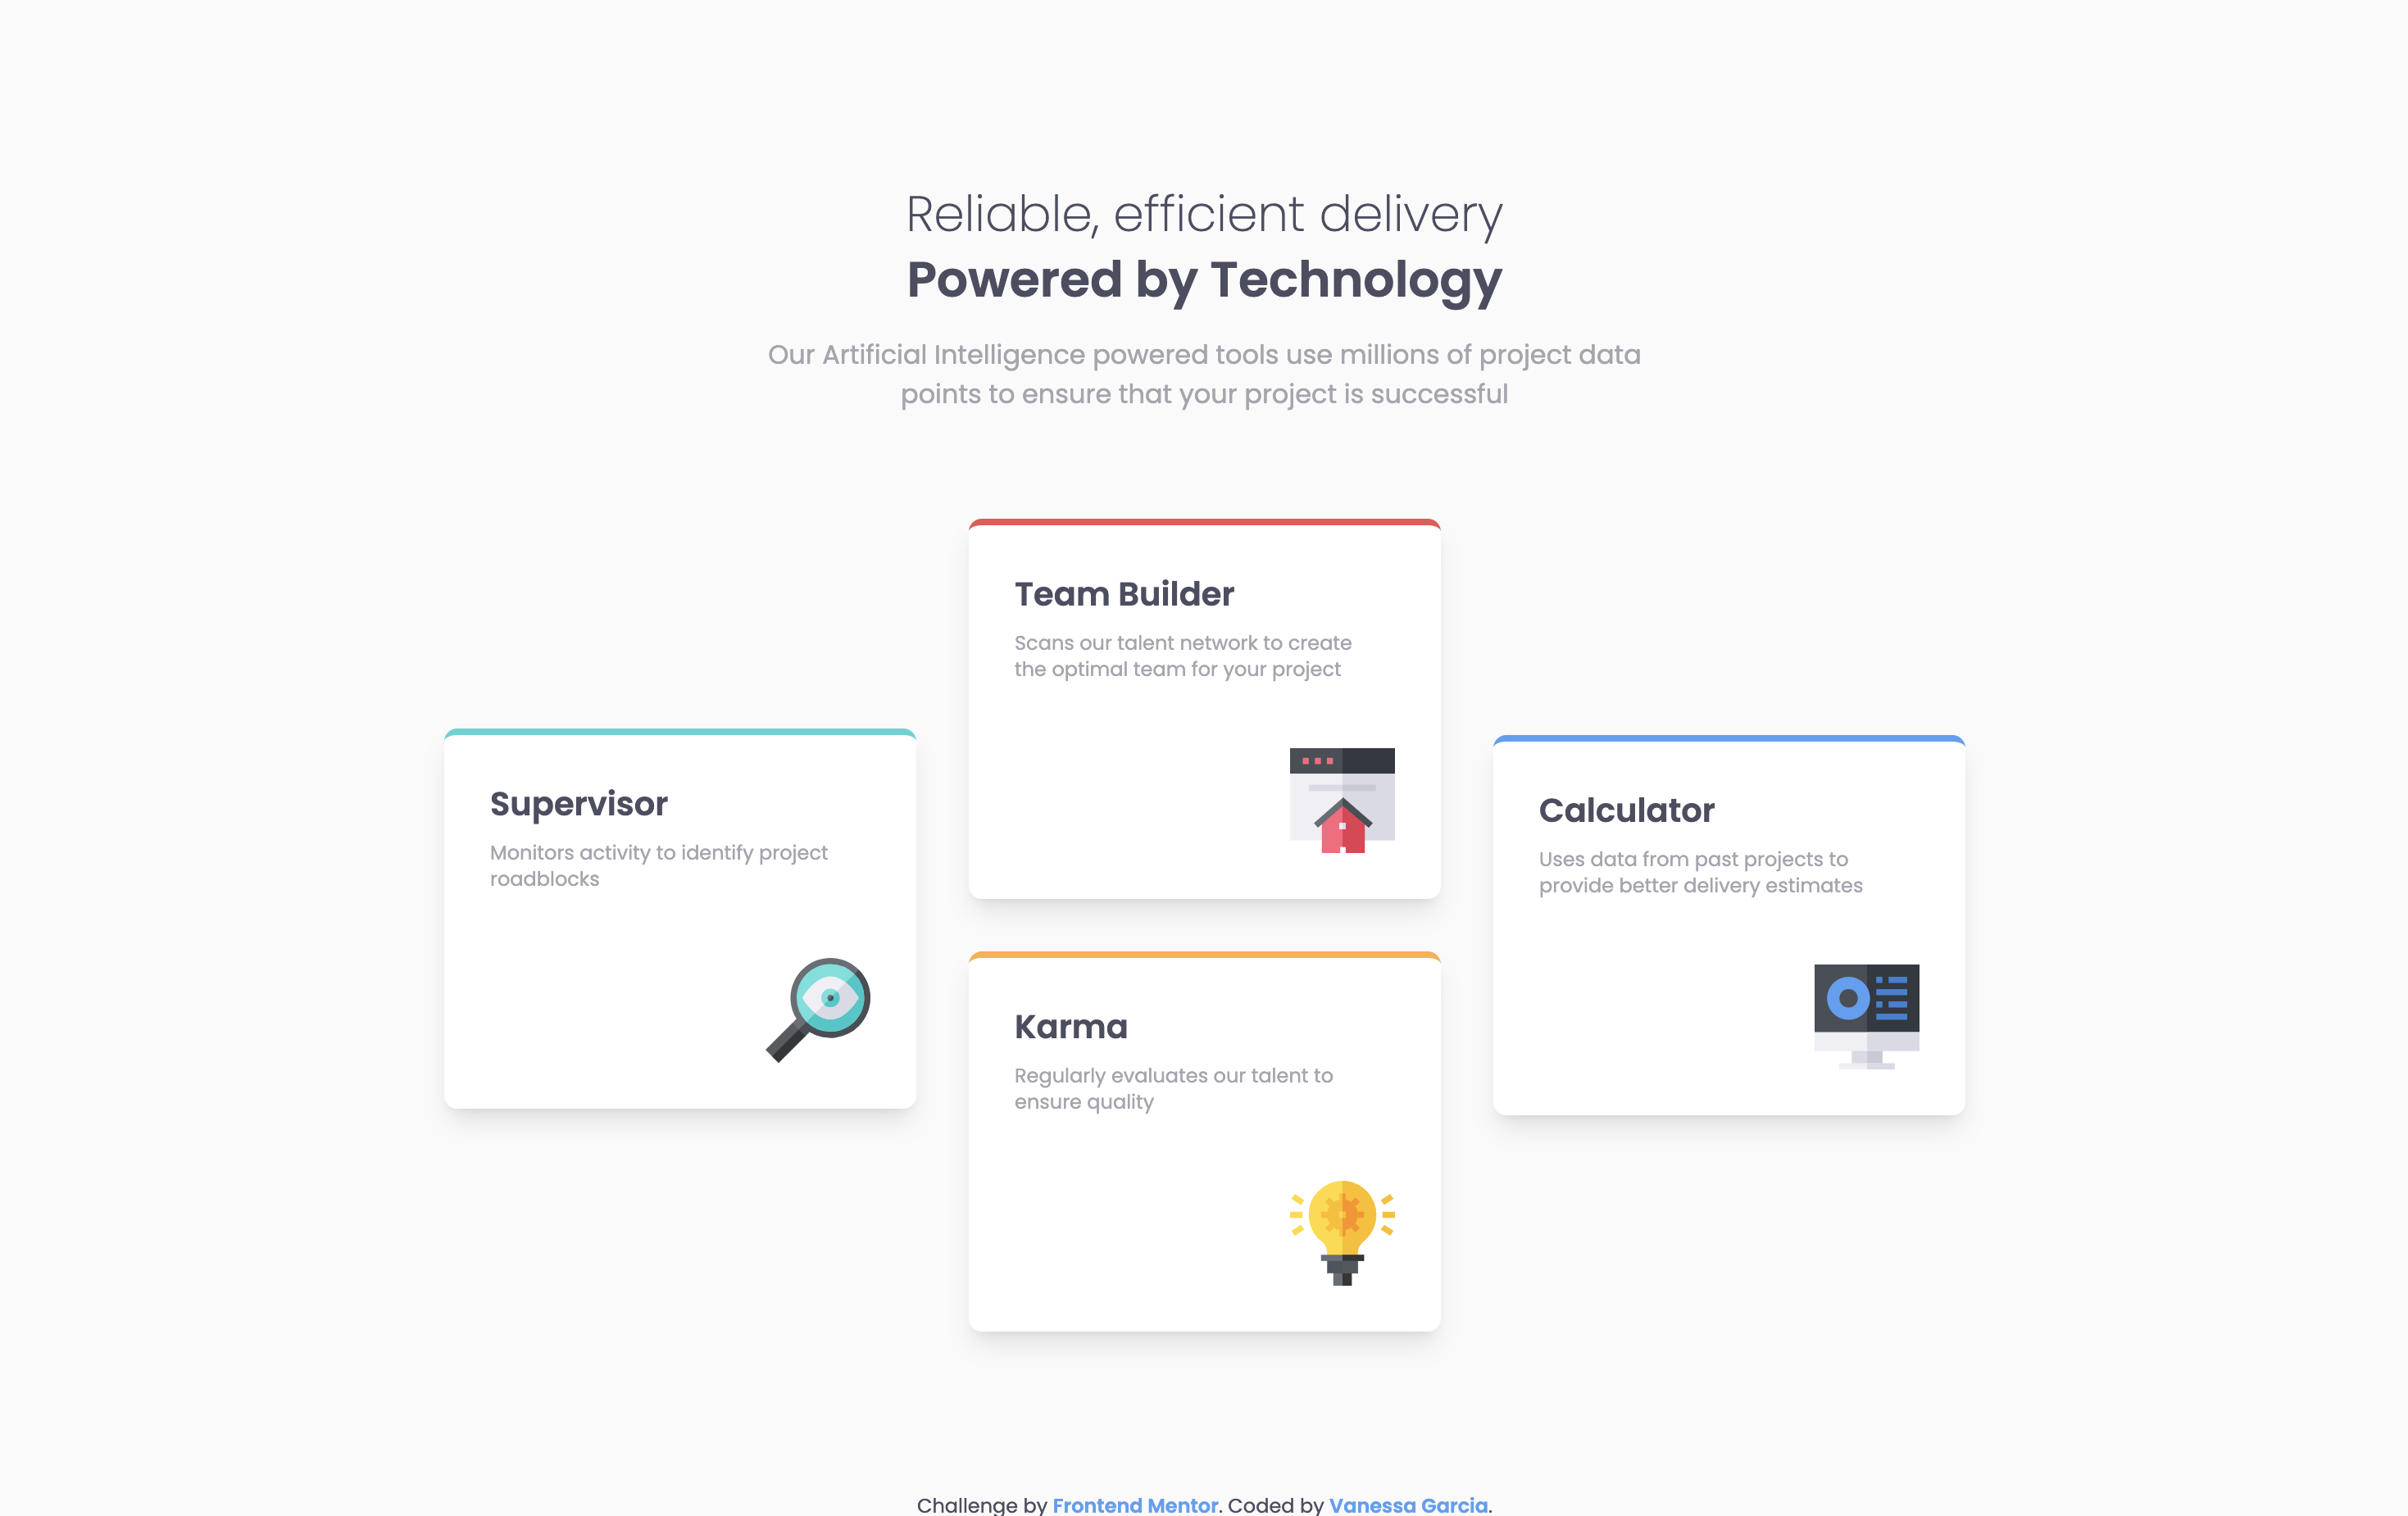 Reliable, efficient delivery
Powered by Technology
Our Artificial Intelligence powered tools use millions of project data
points to ensure that your project is successful
Team Builder
Scans our talent network to create
the optimal team for your project
Supervisor
Monitors activity to identify project
roadblocks
Calculator
Uses data from past projects to
provide better delivery estimates
Karma
Regularly evaluates our talent to
ensure quality
Challenge by Frontend Mentor. Coded by Vanessa Garcia.